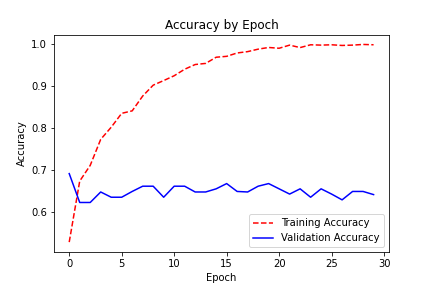 Accuracy by Epoch
1.0
0.9
0.8
0.7
0.6
Accuracy
Training Accuracy
Validation Accuracy
0 5 10 15 20 25 30
Epoch